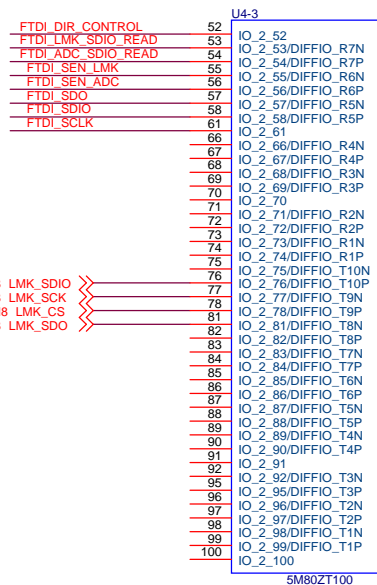 U4-3
FTDI_DIR_CONTROL 52 IO_2_52
FTDI_LMK_SDIO_READ 53 IO_2_53/DIFFIO_R7N
FTDI_ADC_SDIO_READ 54 IO_2_54/DIFFIO_R7P
FTDI_SEN_LMK 55 IO_2_55/DIFFIO_R6N
FTDI_SEN_ADC 56 IO_2_56/DIFFIO_R6P
FTDI_SDO 57 IO_2_57/DIFFIO_R5N
FTDI_SDIO 58 IO_2_58/DIFFIO_R5P
FTDI_SCLK 61 IO_2_61
66 IO_2_66/DIFFIO_R4N
67 IO_2_67/DIFFIO_R4P
68 IO_2_68/DIFFIO_R3N
69 IO_2_69/DIFFIO_R3P
70 IO_2_70
71 IO_2_71/DIFFIO_R2N
72 IO_2_72/DIFFIO_R2P
73 IO_2_73/DIFFIO_R1N
74 IO_2_74/DIFFIO_R1P
75 IO_2_75/DIFFIO_T10N
LMK_SDIO 76 IO_2_76/DIFFIO_T10P
LMK_SCK 77 IO_2_77/DIFFIO_T9N
8 LMK_CS 78 IO_2_78/DIFFIO_T9P
LMK_SDO 81 IO_2_81/DIFFIO_T8N
82 IO_2_82/DIFFIO_T8P
83 IO_2_83/DIFFIO_T7N
84 IO_2_84/DIFFIO_T7P
85 IO_2_85/DIFFIO_T6N
86 IO_2_86/DIFFIO_T6P
87 IO_2_87/DIFFIO_T5N
88 IO_2_88/DIFFIO_T5P
89 IO_2_89/DIFFIO_T4N
90 IO_2_90/DIFFIO_T4P
91 IO_2_91
92 IO_2_92/DIFFIO_T3N
95 IO_2_95/DIFFIO_T3P
96 IO_2_96/DIFFIO_T2N
97 IO_2_97/DIFFIO_T2P
98 IO_2_98/DIFFIO_T1N
99 IO_2_99/DIFFIO_T1P
100 IO_2_100
5M80ZT100